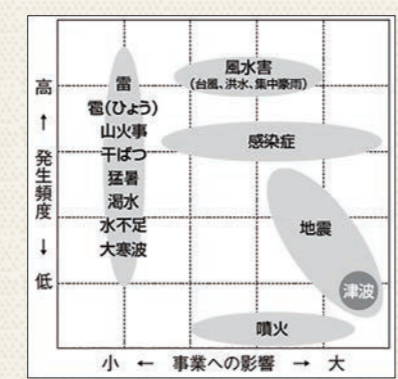 高
↑
発生頻度
↓
低
雷
雹(ひょう)
山火事
干ばつ
猛暑
渇水
水不足
大寒波
風水害
(台風、洪水、集中豪雨)
感染症
地震
津波
噴火
小 ← 事業への影響 → 大